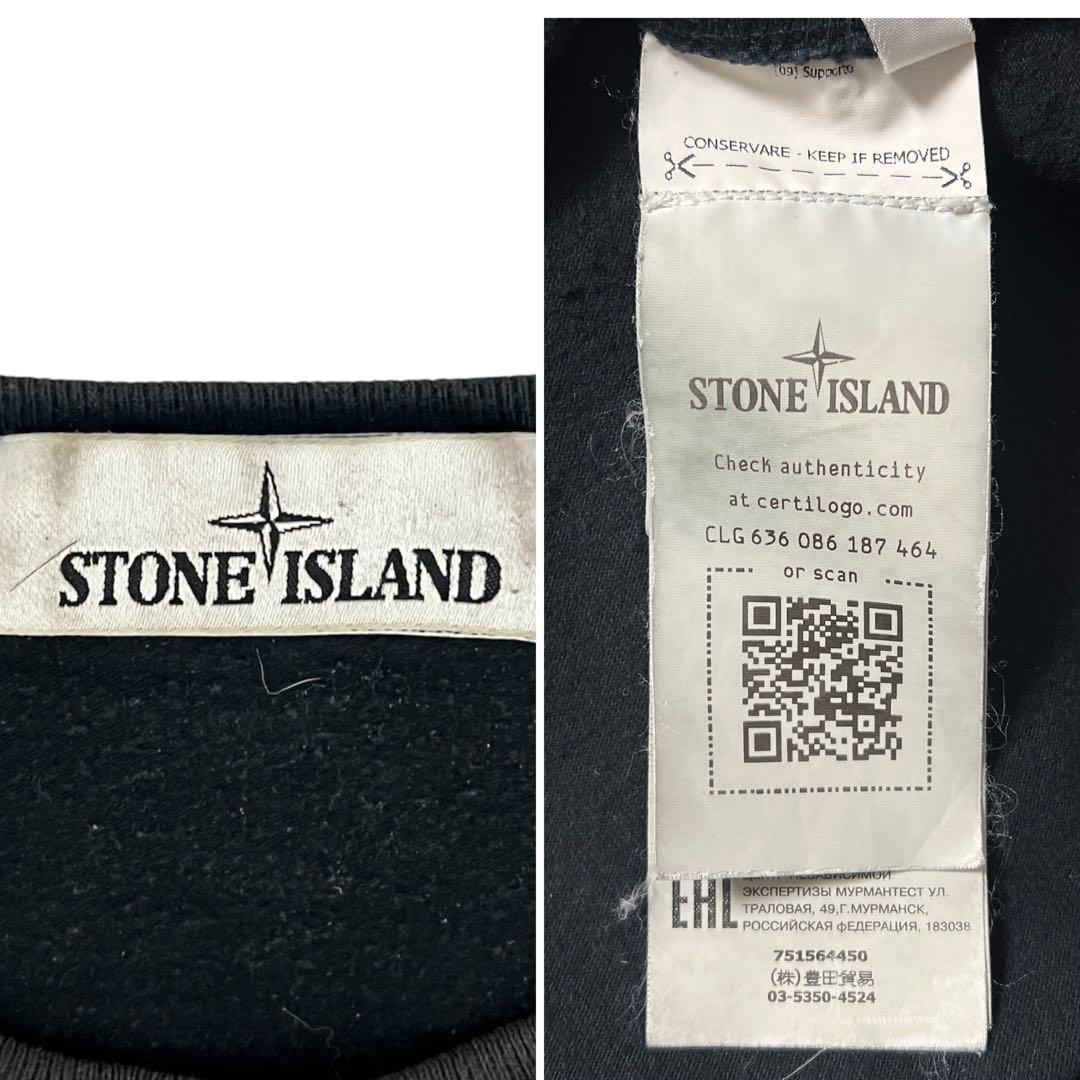 STONE ISLAND
[09] Supporto
CONSERVARE - KEEP IF REMOVED
STONE ISLAND
Check authenticity
at certilogo.com
CLG 636 086 187 464
or scan
НЕЗАВИСИМОЙ
ЭКСПЕРТИЗЫ МУРМАНТЕСТ УЛ.
ТРАЛОВАЯ, 49,Г.МУРМАНСК,
РОССИЙСКАЯ ФЕДЕРАЦИЯ, 183038
EAC
751564450
(株)豊田貿易
03-5350-4524